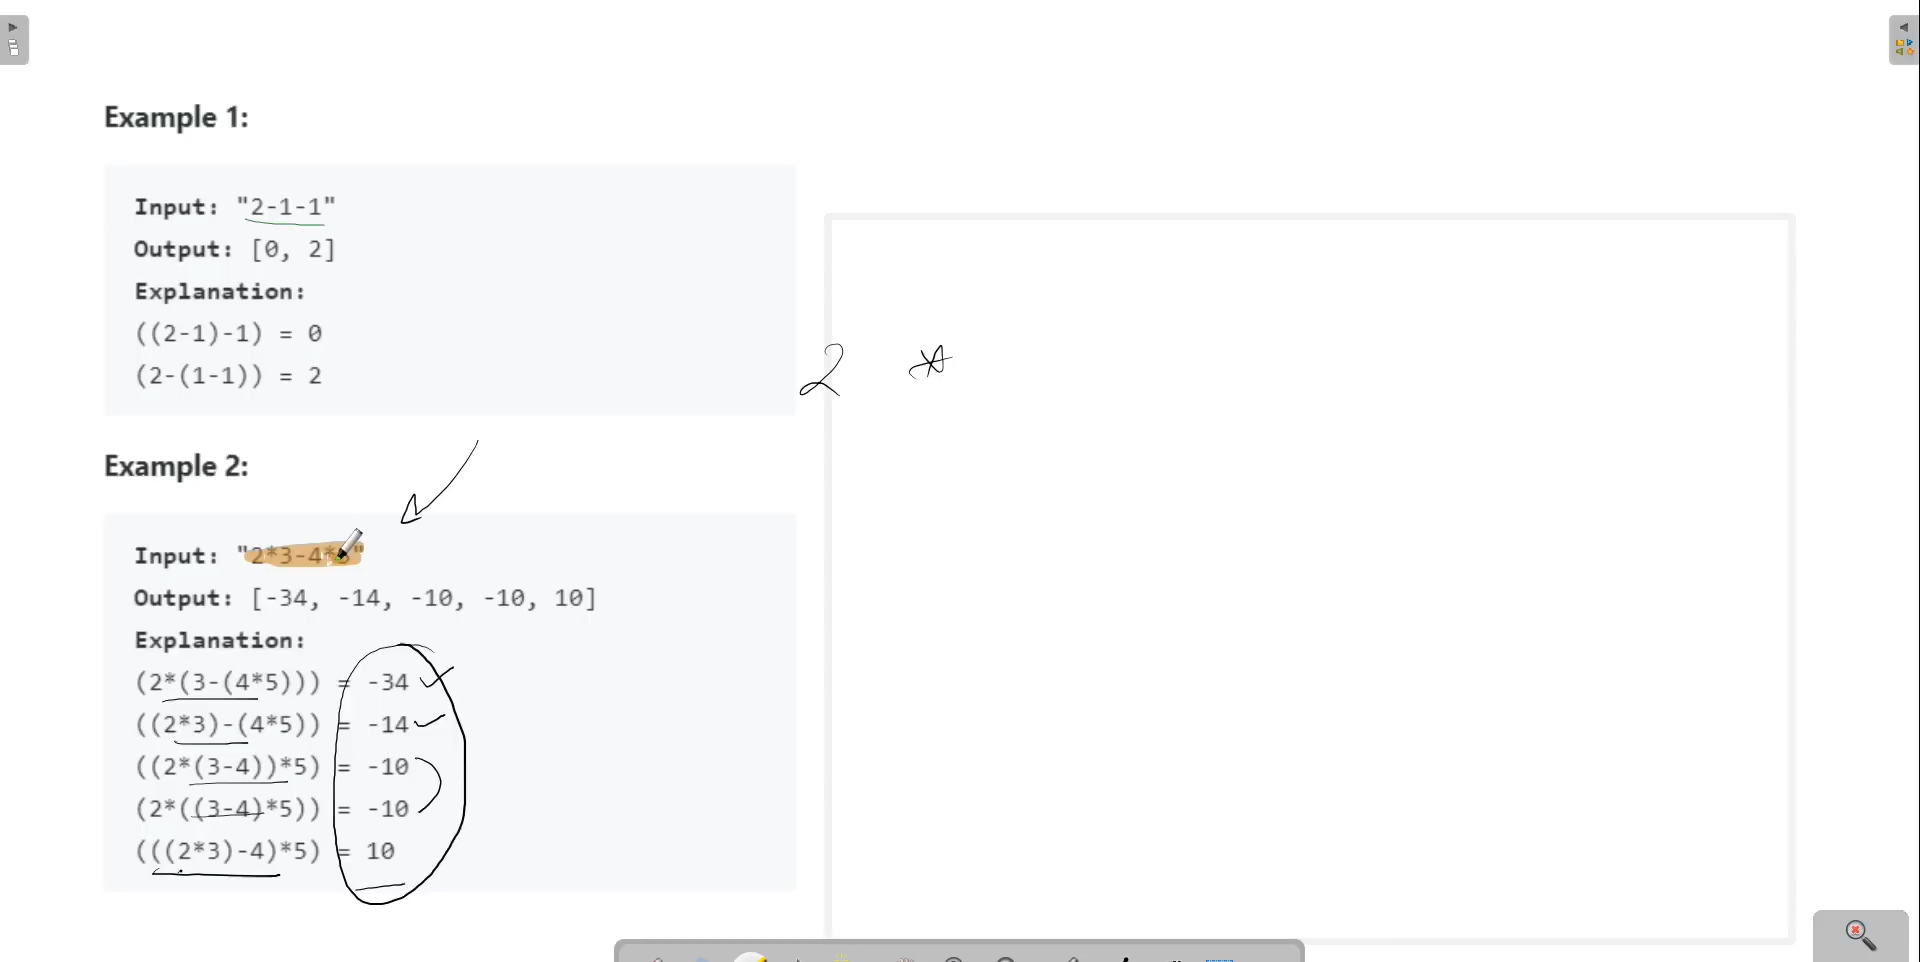 Example 1:
Input: "2-1-1"
Output: [0, 2]
Explanation:
((2-1)-1) = 0
(2-(1-1)) = 2
2 *
Example 2:
Input: "2*3-4*5"
Output: [-34, -14, -10, -10, 10]
Explanation:
(2*(3-(4*5))) = -34
((2*3)-(4*5)) = -14
((2*(3-4))*5) = -10
(2*((3-4)*5)) = -10
(((2*3)-4)*5) = 10